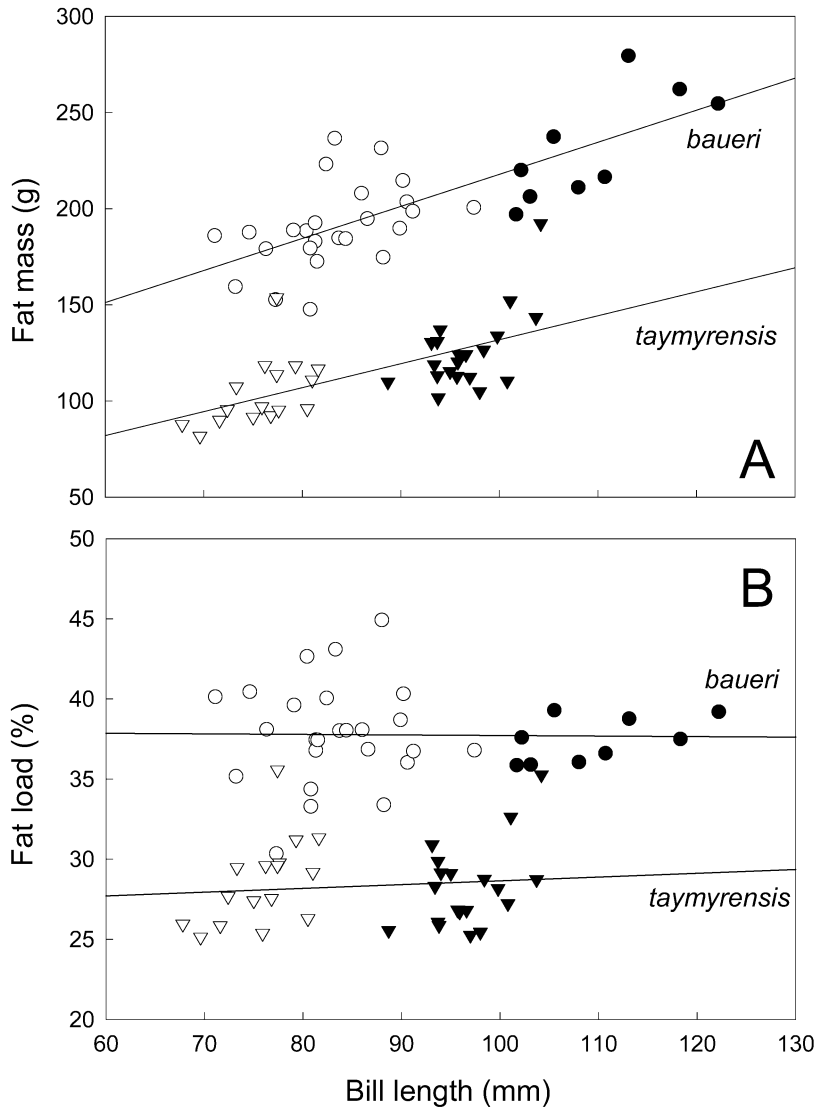 300
250
200
150
100
50
Fat mass (g)
baueri
taymyrensis
A
50
45
40
35
30
25
20
Fat load (%)
B
baueri
taymyrensis
60 70 80 90 100 110 120 130
Bill length (mm)